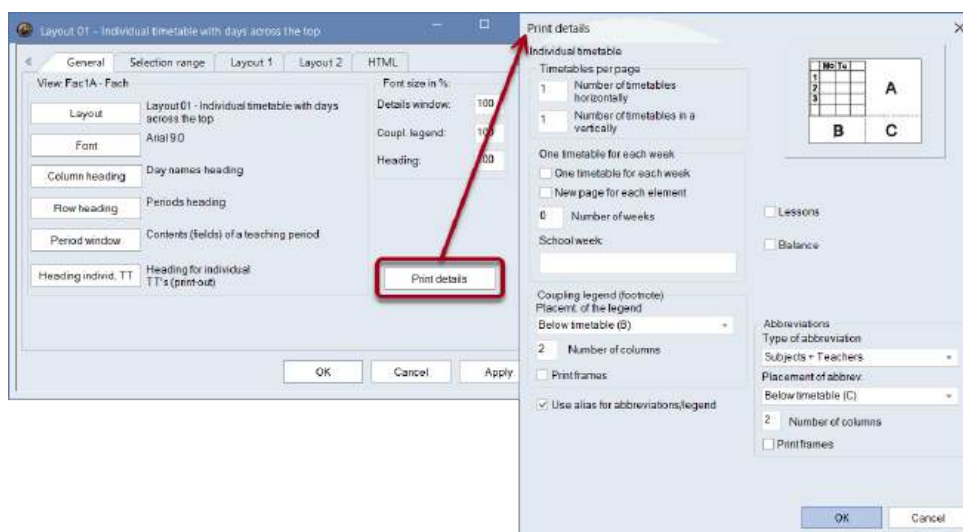 Layout 01 - Individual timetable with days across the top
General
Selection range
Layout 1
Layout 2
HTML
View: Fac1A - Fach
Layout
Layout 01 - Individual timetable with days
across the top
Font
Arial 9.0
Column heading
Day names heading
Row heading
Periods heading
Period window
Contents (fields) of a teaching period
Heading individ. TT
Heading for individual
TT's (print-out)
Font size in %:
Details window:
100
Coupl. legend:
100
Heading:
100
Print details
OK
Cancel
Apply
Print details
Individual timetable
Timetables per page
1
Number of timetables
horizontally
1
Number of timetables in a
vertically
One timetable for each week
One timetable for each week
New page for each element
0
Number of weeks
School week:
Coupling legend (footnote)
Placemt. of the legend
Below timetable (B)
2
Number of columns
Print frames
Use alias for abbreviations/legend
Mo Tu
1
2
3
A
B
C
Lessons
Balance
Abbreviations
Type of abbreviation
Subjects + Teachers
Placement of abbrev.
Below timetable (C)
2
Number of columns
Print frames
OK
Cancel